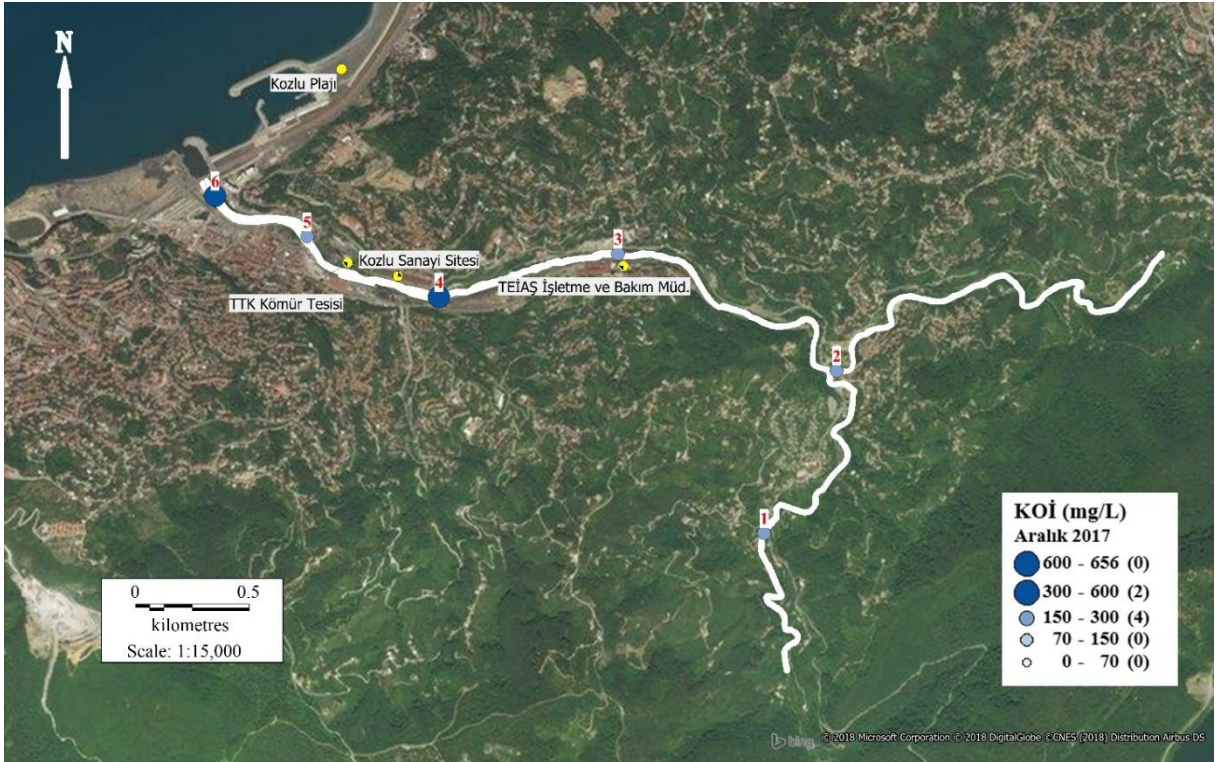 N
Kozlu Plajı
6
5
3
Kozlu Sanayi Sitesi
4
TEİAŞ İşletme ve Bakım Müd.
TTK Kömür Tesisi
2
1
KOİ (mg/L)
Aralık 2017
600 - 656 (0)
300 - 600 (2)
150 - 300 (4)
70 - 150 (0)
0 - 70 (0)
0 0.5
kilometres
Scale: 1:15,000
bing © 2018 Microsoft Corporation © 2018 DigitalGlobe ©CNES (2018) Distribution Airbus DS